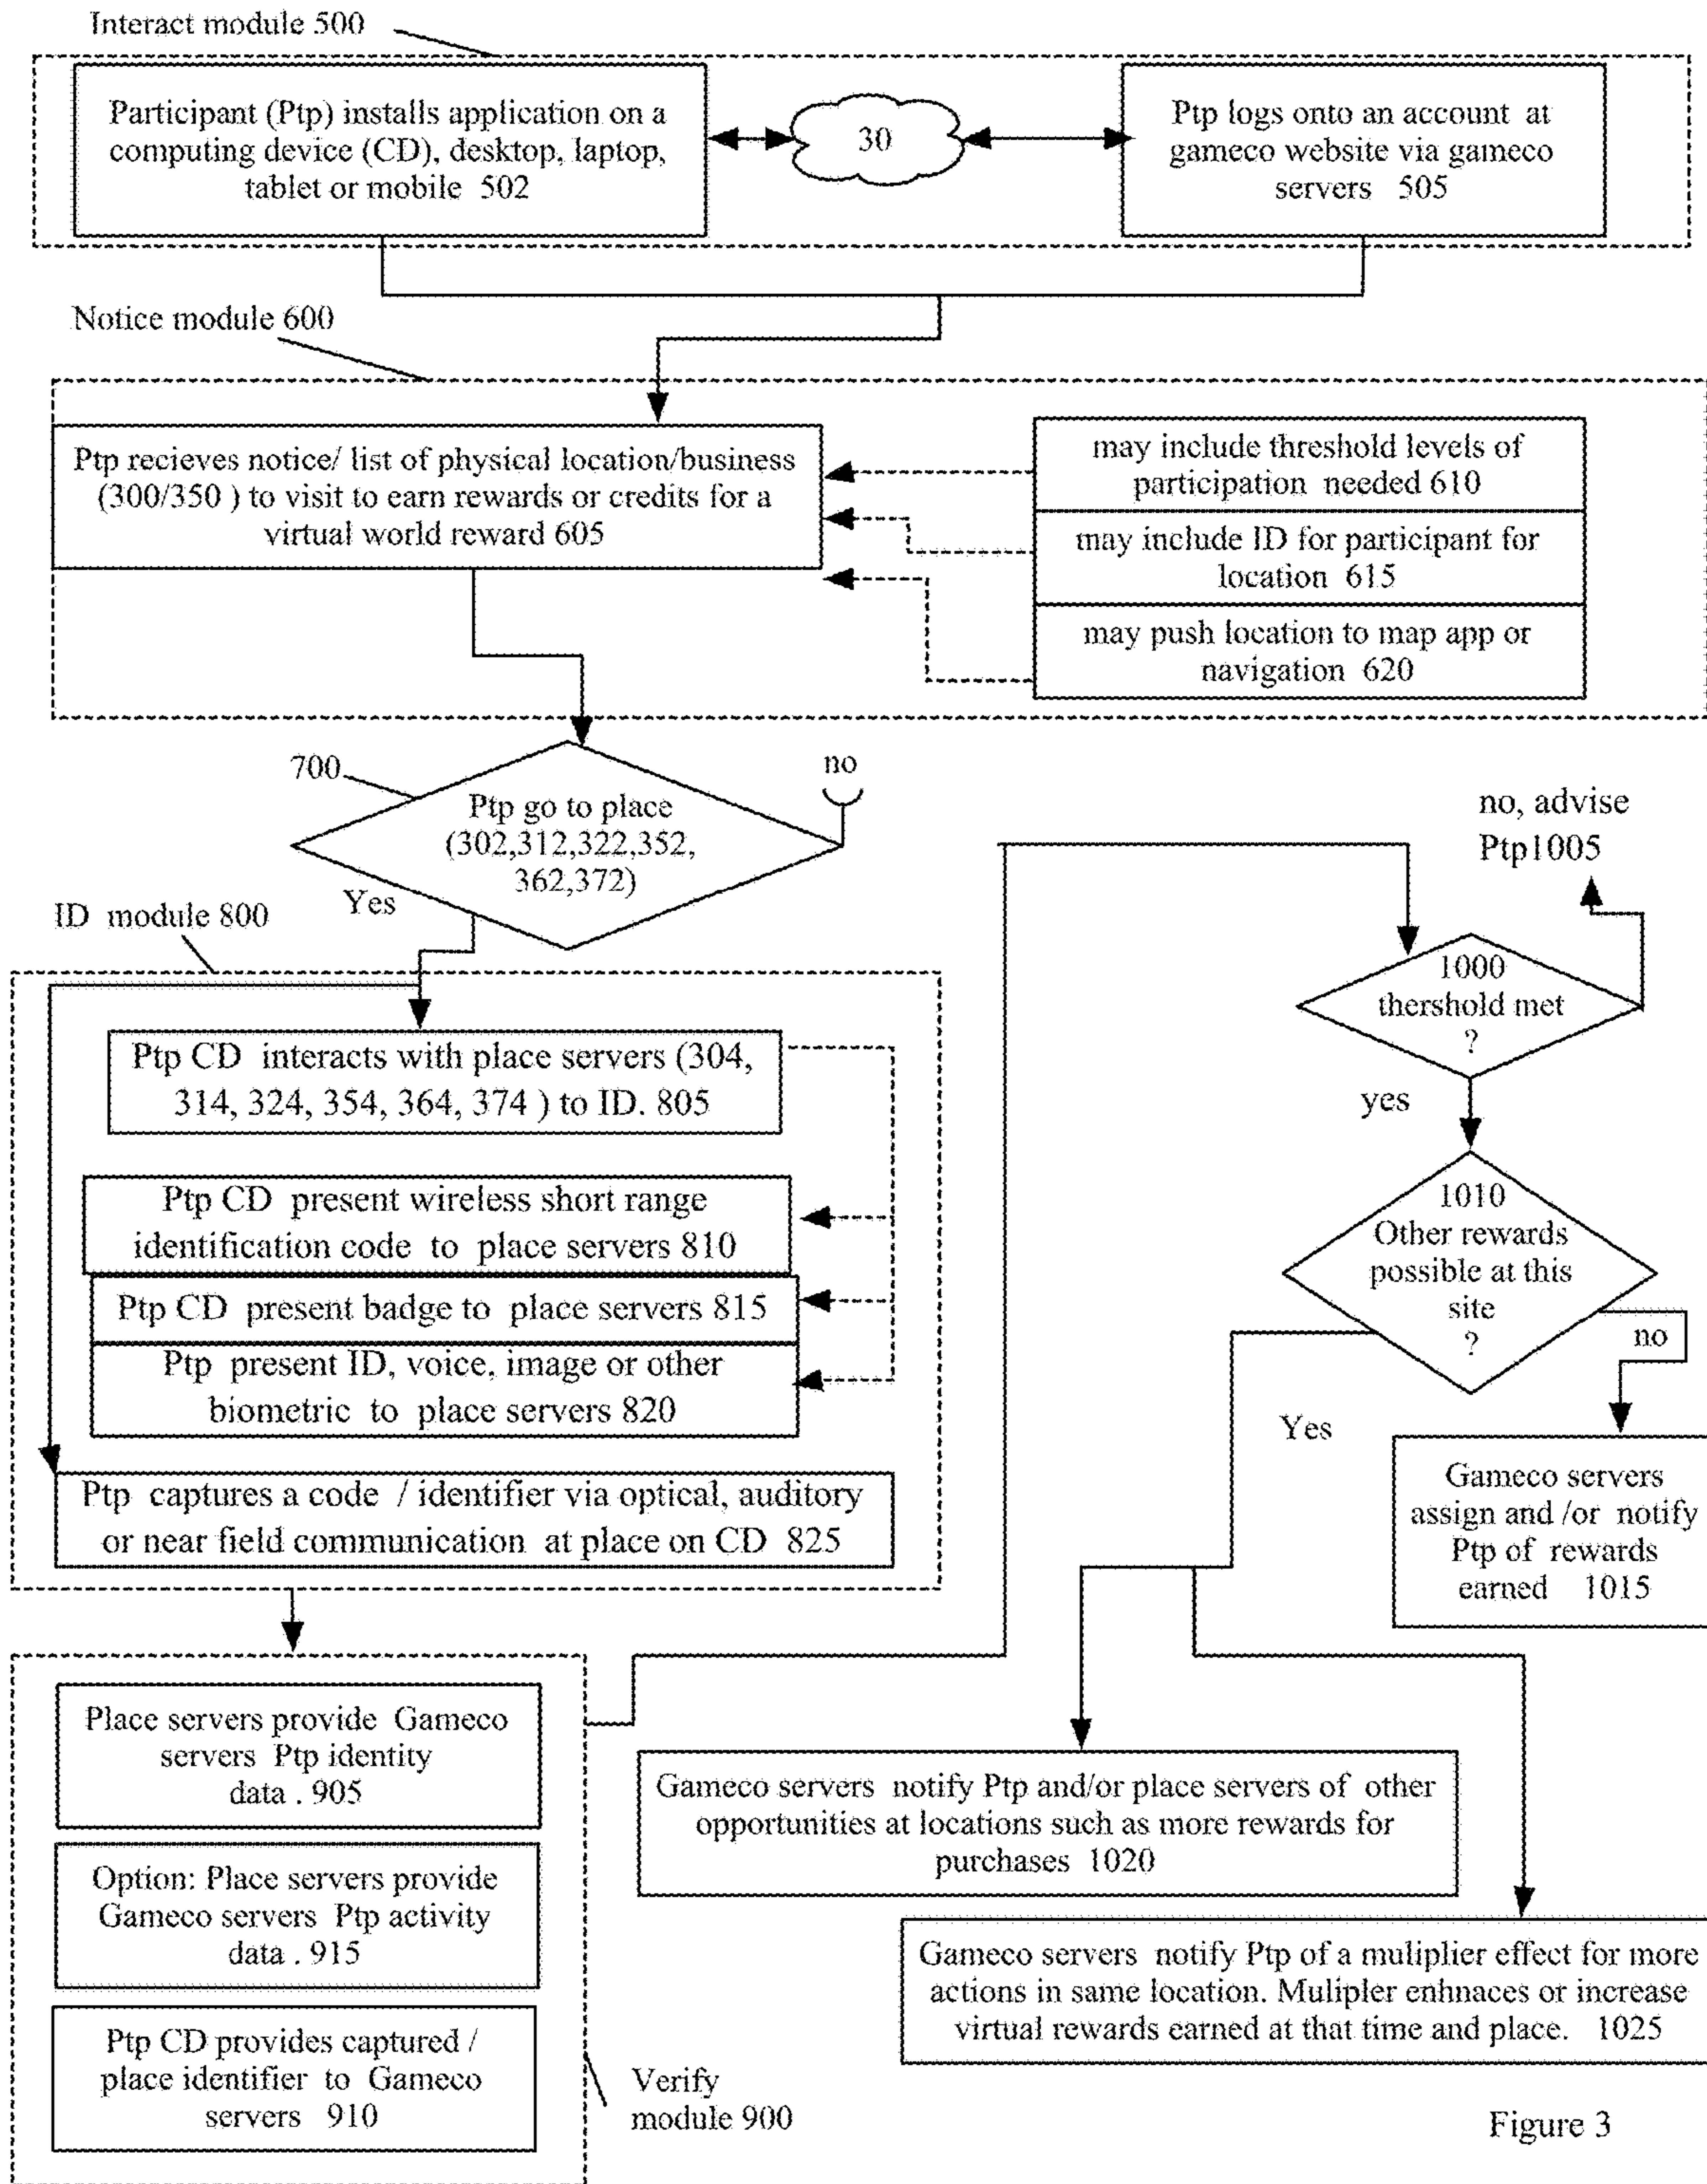 Interact module 500
Participant (Ptp) installs application on a
computing device (CD), desktop, laptop,
tablet or mobile 502
30
Ptp logs onto an account at
gameco website via gameco
servers 505
Notice module 600
Ptp recieves notice/ list of physical location/business
(300/350 ) to visit to earn rewards or credits for a
virtual world reward 605
may include threshold levels of
participation needed 610
may include ID for participant for
location 615
may push location to map app or
navigation 620
700
Ptp go to place
(302,312,322,352,
362,372)
no
Yes
ID module 800
Ptp CD interacts with place servers (304,
314, 324, 354, 364, 374 ) to ID. 805
Ptp CD present wireless short range
identification code to place servers 810
Ptp CD present badge to place servers 815
Ptp present ID, voice, image or other
biometric to place servers 820
Ptp captures a code / identifier via optical, auditory
or near field communication at place on CD 825
Place servers provide Gameco
servers Ptp identity
data . 905
Option: Place servers provide
Gameco servers Ptp activity
data . 915
Ptp CD provides captured /
place identifier to Gameco
servers 910
Verify
module 900
no, advise
Ptp1005
1000
thershold met
?
yes
1010
Other rewards
possible at this
site
?
no
Yes
Gameco servers
assign and /or notify
Ptp of rewards
earned 1015
Gameco servers notify Ptp and/or place servers of other
opportunities at locations such as more rewards for
purchases 1020
Gameco servers notify Ptp of a muliplier effect for more
actions in same location. Mulipler enhnaces or increase
virtual rewards earned at that time and place. 1025
Figure 3